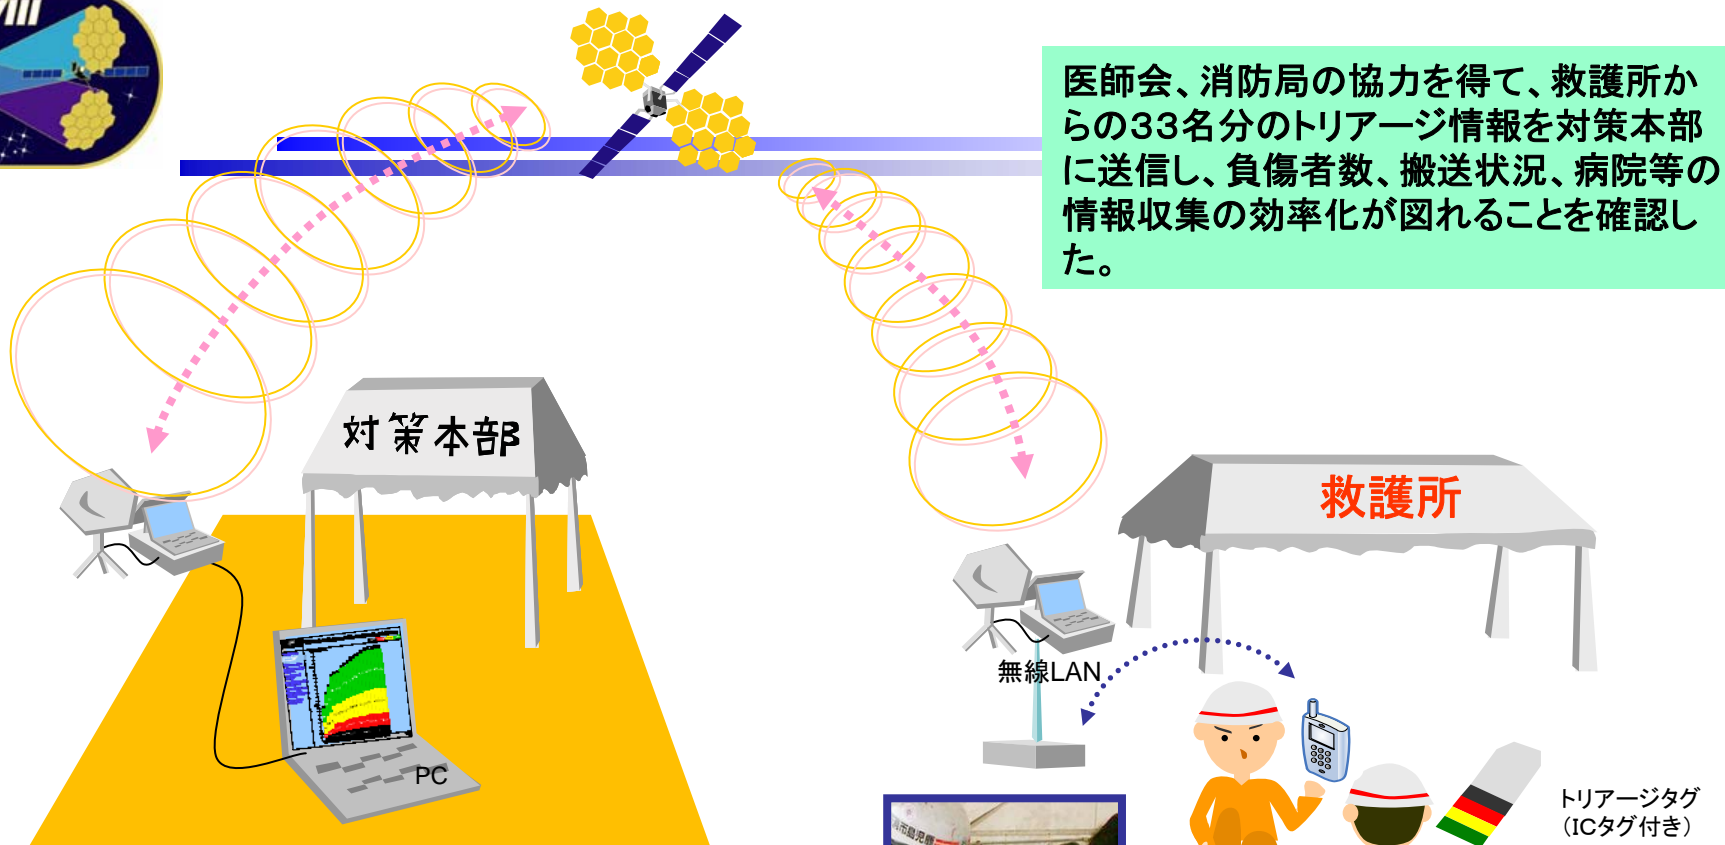 VIII
医師会、消防局の協力を得て、救護所か
らの33名分のトリアージ情報を対策本部
に送信し、負傷者数、搬送状況、病院等の
情報収集の効率化が図れることを確認し
た。
対策本部
救護所
無線LAN
PC
トリアージタグ
(ICタグ付き)